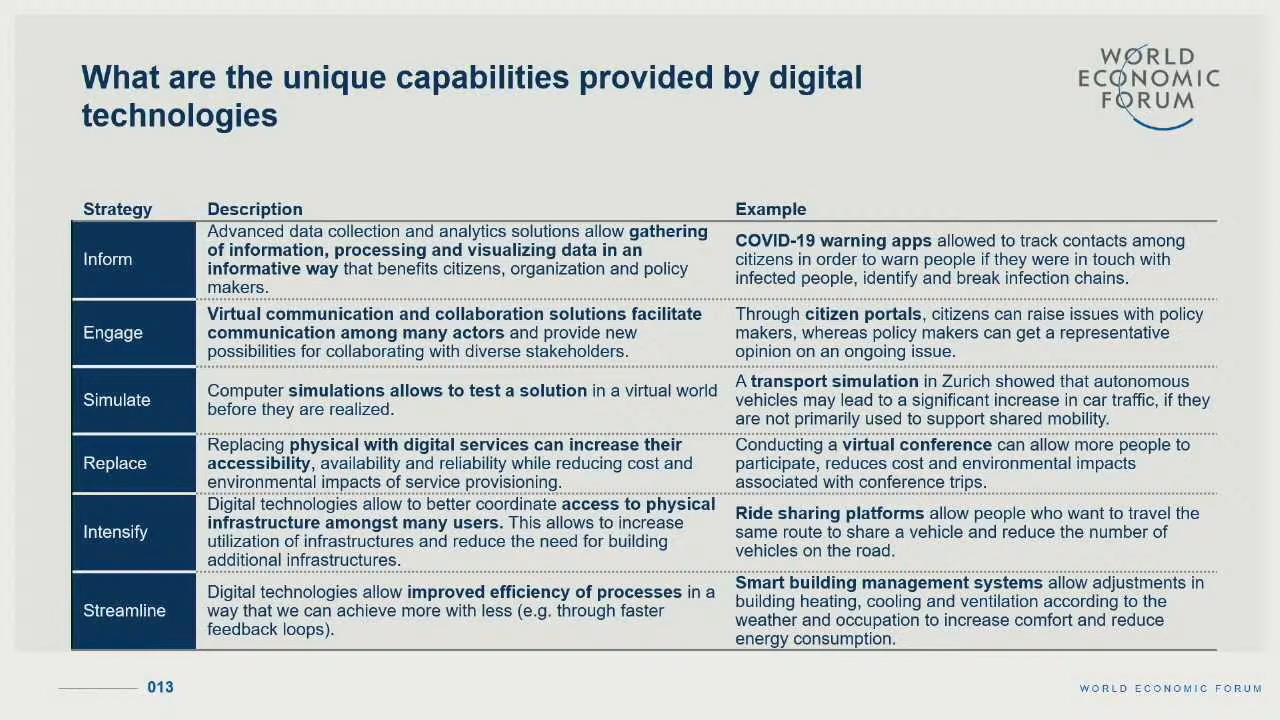 What are the unique capabilities provided by digital
technologies
WORLD
ECONOMIC
FORUM
Strategy
Description
Example
Inform
Advanced data collection and analytics solutions allow gathering
of information, processing and visualizing data in an
informative way that benefits citizens, organization and policy
makers.
COVID-19 warning apps allowed to track contacts among
citizens in order to warn people if they were in touch with
infected people, identify and break infection chains.
Engage
Virtual communication and collaboration solutions facilitate
communication among many actors and provide new
possibilities for collaborating with diverse stakeholders.
Through citizen portals, citizens can raise issues with policy
makers, whereas policy makers can get a representative
opinion on an ongoing issue.
Simulate
Computer simulations allows to test a solution in a virtual world
before they are realized.
A transport simulation in Zurich showed that autonomous
vehicles may lead to a significant increase in car traffic, if they
are not primarily used to support shared mobility.
Replace
Replacing physical with digital services can increase their
accessibility, availability and reliability while reducing cost and
environmental impacts of service provisioning.
Conducting a virtual conference can allow more people to
participate, reduces cost and environmental impacts
associated with conference trips.
Intensify
Digital technologies allow to better coordinate access to physical
infrastructure amongst many users. This allows to increase
utilization of infrastructures and reduce the need for building
additional infrastructures.
Ride sharing platforms allow people who want to travel the
same route to share a vehicle and reduce the number of
vehicles on the road.
Streamline
Digital technologies allow improved efficiency of processes in a
way that we can achieve more with less (e.g. through faster
feedback loops).
Smart building management systems allow adjustments in
building heating, cooling and ventilation according to the
weather and occupation to increase comfort and reduce
energy consumption.
013
WORLD ECONOMIC FORUM